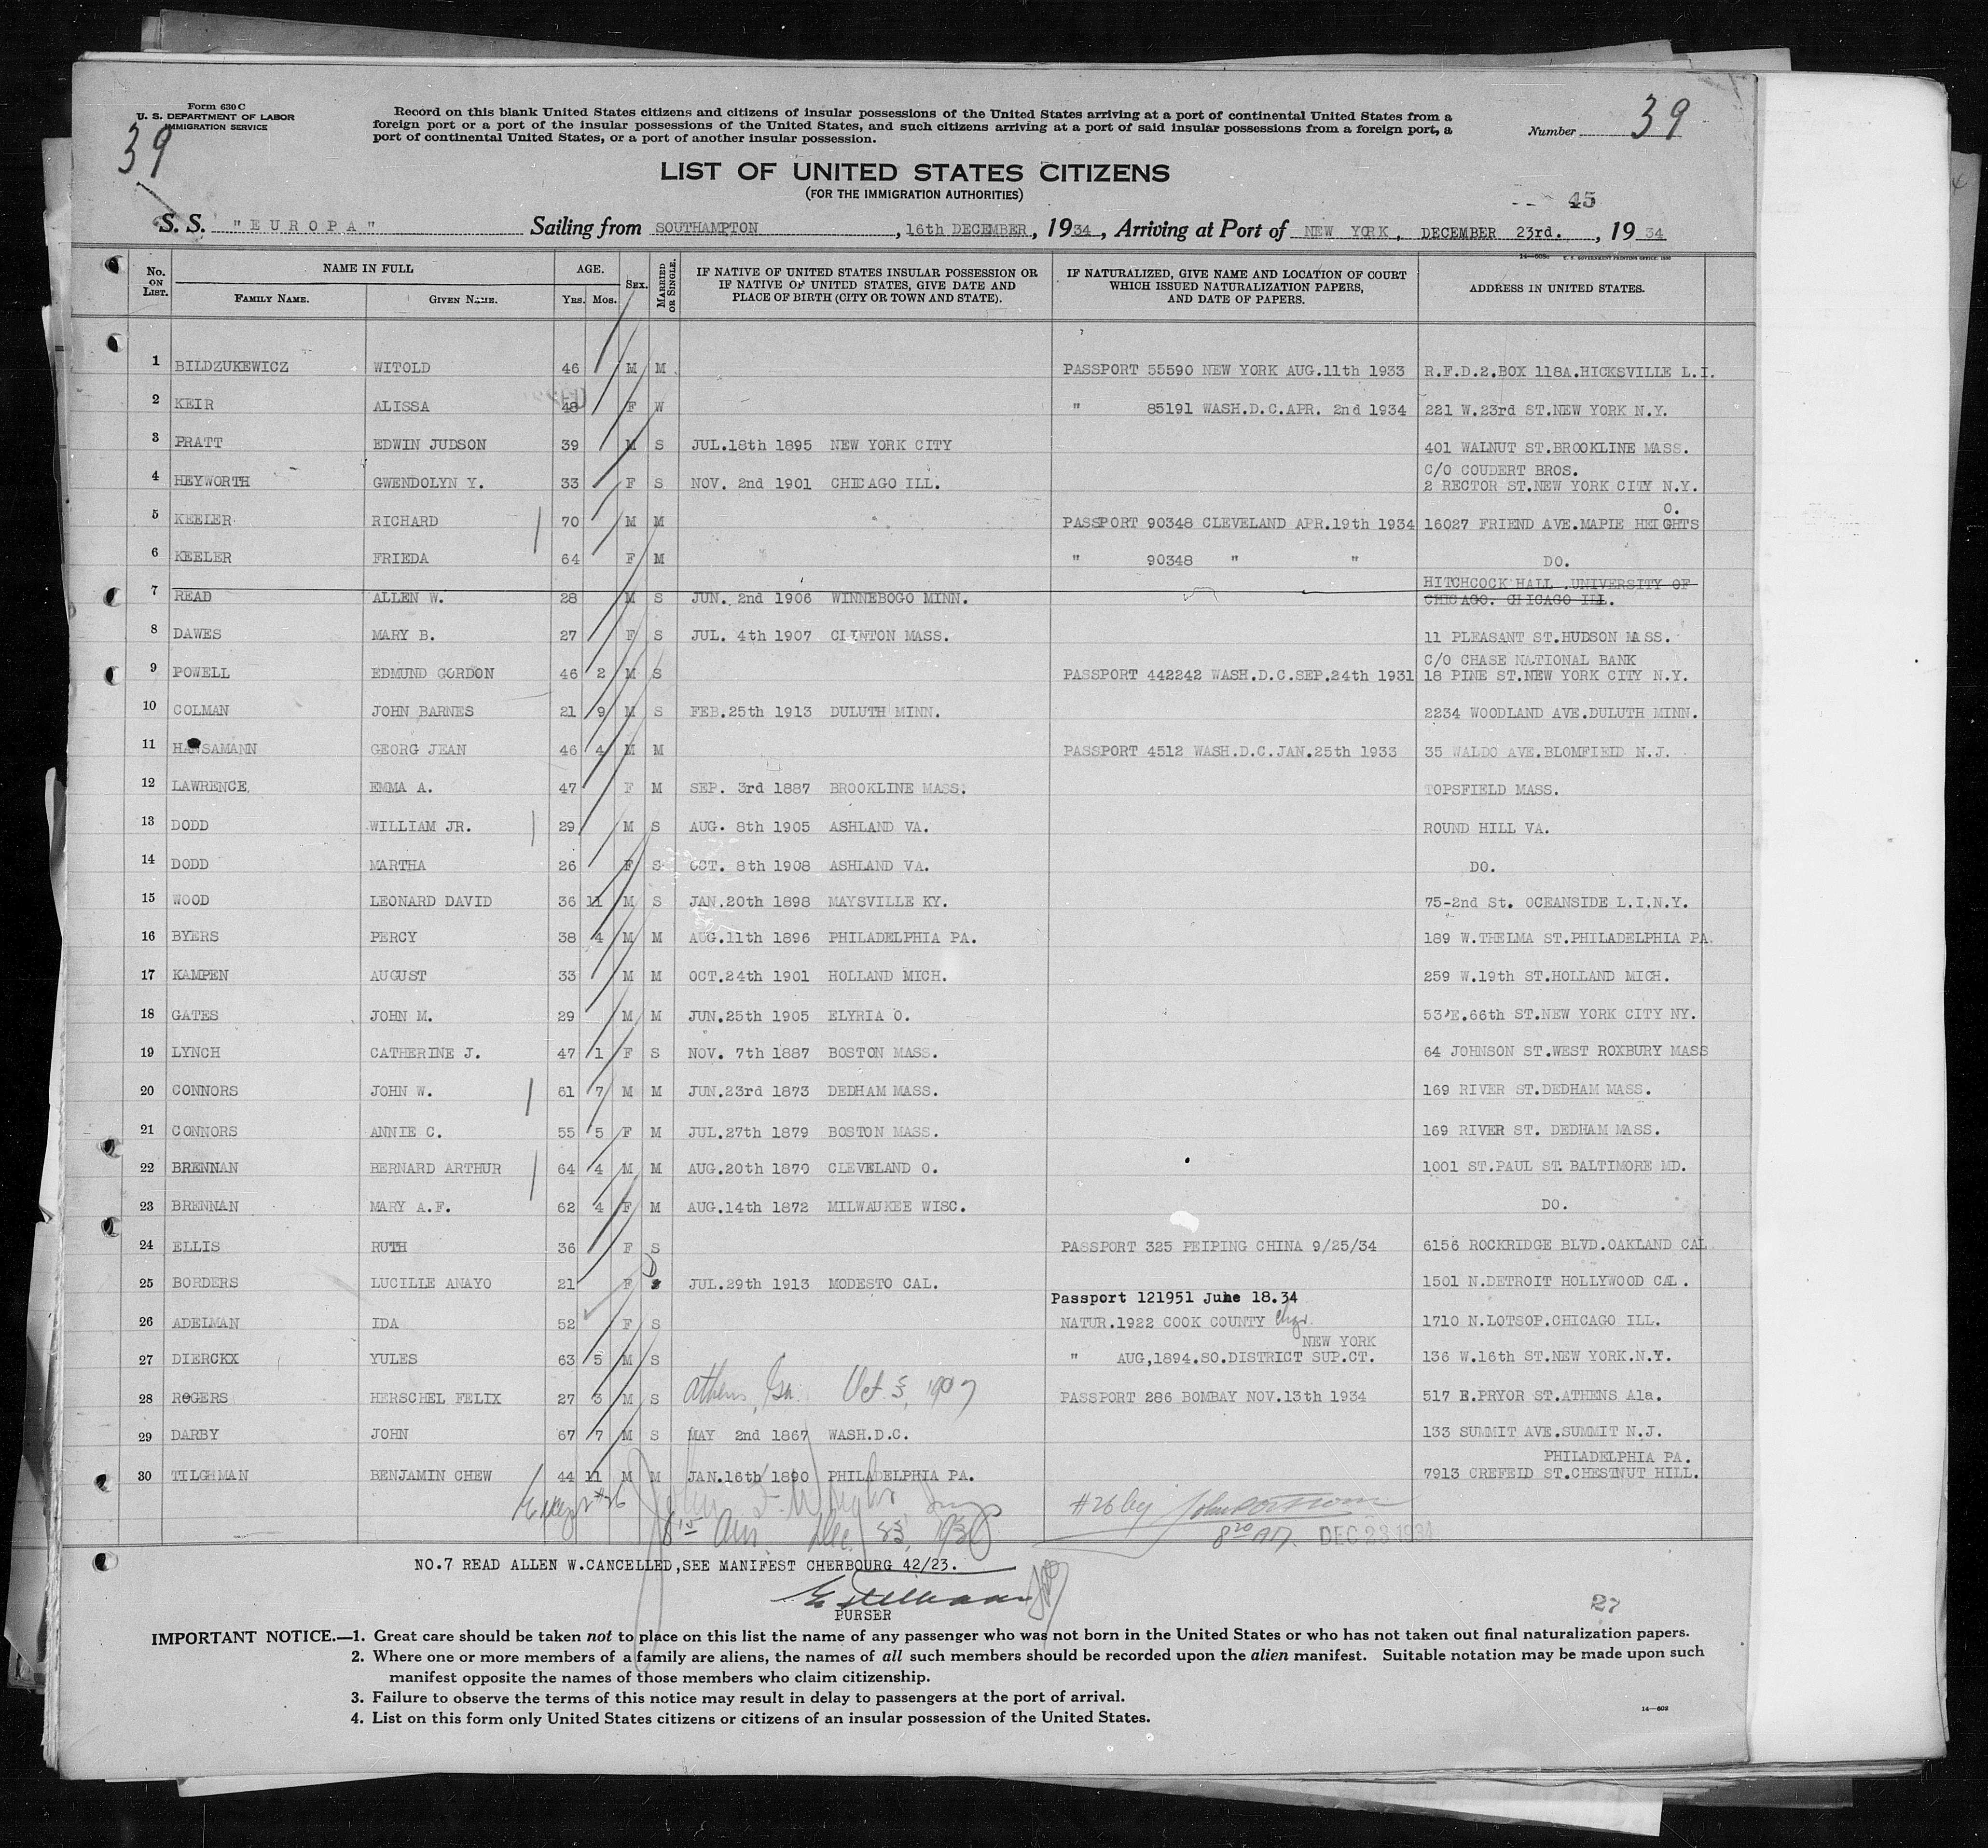 Form 630 C
U. S. DEPARTMENT OF LABOR
IMMIGRATION SERVICE
39
Record on this blank United States citizens and citizens of insular possessions of the United States arriving at a port of continental United States from a
foreign port or a port of the insular possessions of the United States, and such citizens arriving at a port of said insular possessions from a foreign port, a
port of continental United States, or a port of another insular possession.
Number 39
LIST OF UNITED STATES CITIZENS
(FOR THE IMMIGRATION AUTHORITIES)
45
S. S. "EUROPA" Sailing from SOUTHAMPTON, 16th DECEMBER, 1934, Arriving at Port of NEW YORK, DECEMBER 23rd., 1934
No. ON LIST. NAME IN FULL FAMILY NAME. GIVEN NAME. AGE. Yrs. Mos. SEX. MARRIED OR SINGLE. IF NATIVE OF UNITED STATES INSULAR POSSESSION OR IF NATIVE OF UNITED STATES, GIVE DATE AND PLACE OF BIRTH (CITY OR TOWN AND STATE). IF NATURALIZED, GIVE NAME AND LOCATION OF COURT WHICH ISSUED NATURALIZATION PAPERS, AND DATE OF PAPERS. ADDRESS IN UNITED STATES.
1 BILDZUKEWICZ WITOLD 46 M M PASSPORT 55590 NEW YORK AUG.11th 1933 R.F.D.2.BOX 118A.HICKSVILLE L.I.
2 KEIR ALISSA 48 F W " 85191 WASH.D.C.APR. 2nd 1934 221 W.23rd ST.NEW YORK N.Y.
3 PRATT EDWIN JUDSON 39 M S JUL.18th 1895 NEW YORK CITY 401 WALNUT ST.BROOKLINE MASS.
C/O COUDERT BROS.
4 HEYWORTH GWENDOLYN Y. 33 F S NOV. 2nd 1901 CHICAGO ILL. 2 RECTOR ST.NEW YORK CITY N.Y.
O.
5 KEELER RICHARD 70 M M PASSPORT 90348 CLEVELAND APR.19th 1934 16027 FRIEND AVE.MAPLE HEIGHTS
6 KEELER FRIEDA 64 F M " 90348 " " DO.
HITCHCOCK HALL .UNIVERSITY OF
7 READ ALLEN W. 28 M S JUN. 2nd 1906 WINNEBOGO MINN. CHICAGO. CHICAGO ILL.
8 DAWES MARY B. 27 F S JUL. 4th 1907 CLINTON MASS. 11 PLEASANT ST.HUDSON MASS.
C/O CHASE NATIONAL BANK
9 POWELL EDMUND GORDON 46 2 M S PASSPORT 442242 WASH.D.C.SEP.24th 1931 18 PINE ST.NEW YORK CITY N.Y.
10 COLMAN JOHN BARNES 21 9 M S FEB.25th 1913 DULUTH MINN. 2234 WOODLAND AVE.DULUTH MINN.
11 HANSAMANN GEORG JEAN 46 4 M M PASSPORT 4512 WASH.D.C.JAN.25th 1933 35 WALDO AVE.BLOMFIELD N.J.
12 LAWRENCE, EMMA A. 47 F M SEP. 3rd 1887 BROOKLINE MASS. TOPSFIELD MASS.
13 DODD WILLIAM JR. 29 M S AUG. 8th 1905 ASHLAND VA. ROUND HILL VA.
14 DODD MARTHA 26 F S OCT. 8th 1908 ASHLAND VA. DO.
15 WOOD LEONARD DAVID 36 11 M S JAN.20th 1898 MAYSVILLE KY. 75-2nd St. OCEANSIDE L.I.N.Y.
16 BYERS PERCY 38 4 M M AUG.11th 1896 PHILADELPHIA PA. 189 W.THELMA ST.PHILADELPHIA PA.
17 KAMPEN AUGUST 33 M M OCT.24th 1901 HOLLAND MICH. 259 W.19th ST.HOLLAND MICH.
18 GATES JOHN M. 29 M M JUN.25th 1905 ELYRIA O. 53 E.66th ST.NEW YORK CITY NY.
19 LYNCH CATHERINE J. 47 1 F S NOV. 7th 1887 BOSTON MASS. 64 JOHNSON ST.WEST ROXBURY MASS
20 CONNORS JOHN W. 61 7 M M JUN.23rd 1873 DEDHAM MASS. 169 RIVER ST.DEDHAM MASS.
21 CONNORS ANNIE C. 55 5 F M JUL.27th 1879 BOSTON MASS. 169 RIVER ST. DEDHAM MASS.
22 BRENNAN BERNARD ARTHUR 64 4 M M AUG.20th 1870 CLEVELAND O. 1001 ST.PAUL ST. BALTIMORE MD.
23 BRENNAN MARY A.F. 62 4 F M AUG.14th 1872 MILWAUKEE WISC. DO.
24 ELLIS RUTH 36 F S PASSPORT 325 PEIPING CHINA 9/25/34 6156 ROCKRIDGE BLVD.OAKLAND CAL
25 BORDERS LUCILLE ANAYO 21 F D JUL.29th 1913 MODESTO CAL. 1501 N.DETROIT HOLLYWOOD CAL.
Passport 121951 June 18.34
26 ADELMAN IDA 52 F S NATUR.1922 COOK COUNTY Chgo. 1710 N.LOTSOP.CHICAGO ILL.
NEW YORK
27 DIERCKX YULES 63 5 M S " AUG,1894.SO.DISTRICT SUP.CT. 136 W.16th ST.NEW YORK.N.Y.
28 ROGERS HERSCHEL FELIX 27 3 M S Athens, Ga. Oct 5, 1907 PASSPORT 286 BOMBAY NOV.13th 1934 517 E.PRYOR ST.ATHENS Ala.
29 DARBY JOHN 67 7 M S MAY 2nd 1867 WASH.D.C. 133 SUMMIT AVE.SUMMIT N.J.
PHILADELPHIA PA.
30 TILGHMAN BENJAMIN CHEW 44 11 M M JAN.16th 1890 PHILADELPHIA PA. 7913 CREFELD ST.CHESTNUT HILL.
Except #26
#26 by
8 15 Am. Dec. 23, 1934
8 20 AM. DEC 23 1934
NO.7 READ ALLEN W.CANCELLED,SEE MANIFEST CHERBOURG 42/23.
PURSER
27
IMPORTANT NOTICE.—1. Great care should be taken not to place on this list the name of any passenger who was not born in the United States or who has not taken out final naturalization papers.
2. Where one or more members of a family are aliens, the names of all such members should be recorded upon the alien manifest. Suitable notation may be made upon such
manifest opposite the names of those members who claim citizenship.
3. Failure to observe the terms of this notice may result in delay to passengers at the port of arrival.
4. List on this form only United States citizens or citizens of an insular possession of the United States.
14—608